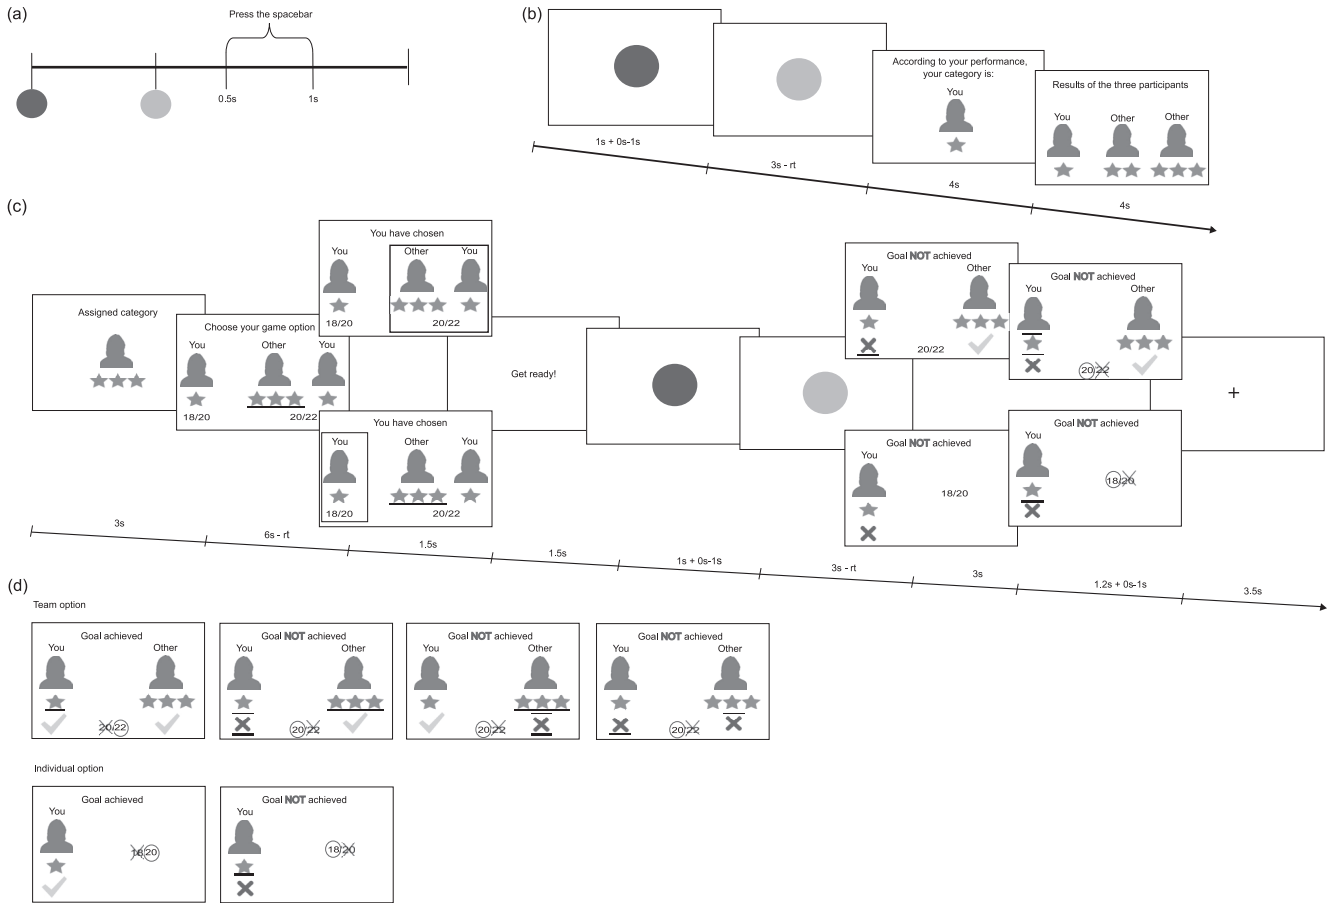 (a)
Press the spacebar
0.5s
1s
(b)
According to your performance,
your category is:
You
Results of the three participants
You Other Other
1s + 0s-1s
3s - rt
4s
4s
(c)
Assigned category
Choose your game option
You Other You
18/20 20/22
You have chosen
You Other You
18/20 20/22
You have chosen
You Other You
18/20 20/22
Get ready!
Goal NOT achieved
You Other
20/22
Goal NOT achieved
You Other
20/22
Goal NOT achieved
You
18/20
Goal NOT achieved
You
18/20
+
3s
6s - rt
1.5s
1.5s
1s + 0s-1s
3s - rt
3s
1.2s + 0s-1s
3.5s
(d)
Team option
Goal achieved
You Other
20/22
Goal NOT achieved
You Other
20/22
Goal NOT achieved
You Other
20/22
Goal NOT achieved
You Other
20/22
Individual option
Goal achieved
You
18/20
Goal NOT achieved
You
18/20